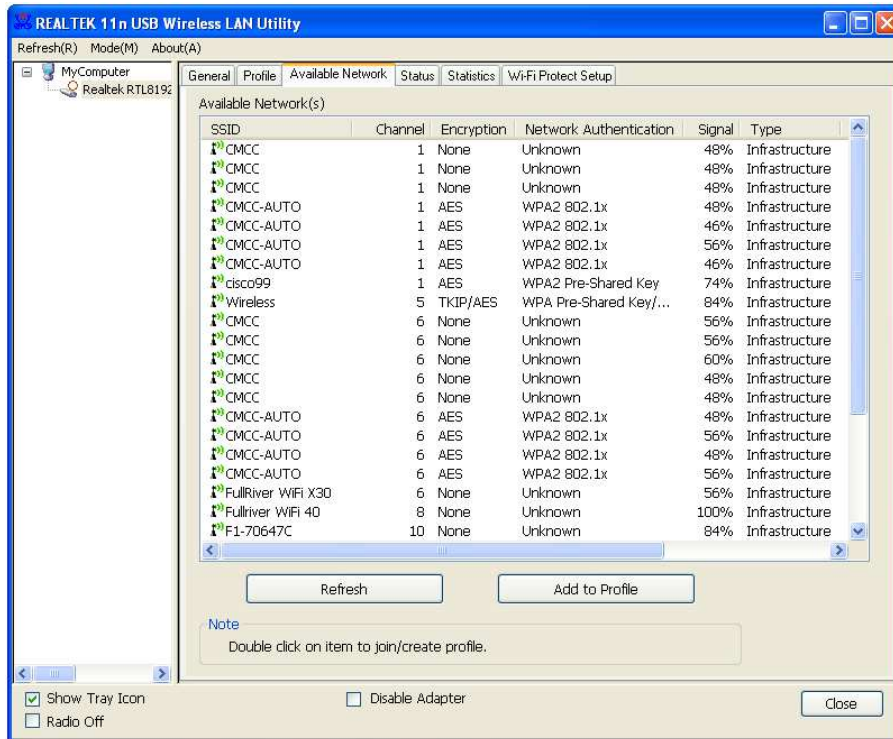 REALTEK 11n USB Wireless LAN Utility
Refresh(R) Mode(M) About(A)
MyComputer
Realtek RTL8192
General Profile Available Network Status Statistics Wi-Fi Protect Setup
Available Network(s)
SSID Channel Encryption Network Authentication Signal Type
CMCC 1 None Unknown 48% Infrastructure
CMCC 1 None Unknown 48% Infrastructure
CMCC 1 None Unknown 48% Infrastructure
CMCC-AUTO 1 AES WPA2 802.1x 48% Infrastructure
CMCC-AUTO 1 AES WPA2 802.1x 46% Infrastructure
CMCC-AUTO 1 AES WPA2 802.1x 56% Infrastructure
CMCC-AUTO 1 AES WPA2 802.1x 46% Infrastructure
cisco99 1 AES WPA2 Pre-Shared Key 74% Infrastructure
Wireless 5 TKIP/AES WPA Pre-Shared Key/... 84% Infrastructure
CMCC 6 None Unknown 56% Infrastructure
CMCC 6 None Unknown 56% Infrastructure
CMCC 6 None Unknown 60% Infrastructure
CMCC 6 None Unknown 48% Infrastructure
CMCC 6 None Unknown 48% Infrastructure
CMCC-AUTO 6 AES WPA2 802.1x 48% Infrastructure
CMCC-AUTO 6 AES WPA2 802.1x 56% Infrastructure
CMCC-AUTO 6 AES WPA2 802.1x 48% Infrastructure
CMCC-AUTO 6 AES WPA2 802.1x 56% Infrastructure
FullRiver WiFi X30 6 None Unknown 56% Infrastructure
Fullriver WiFi 40 8 None Unknown 100% Infrastructure
F1-70647C 10 None Unknown 84% Infrastructure
Refresh Add to Profile
Note
Double click on item to join/create profile.
Show Tray Icon Disable Adapter Close
Radio Off